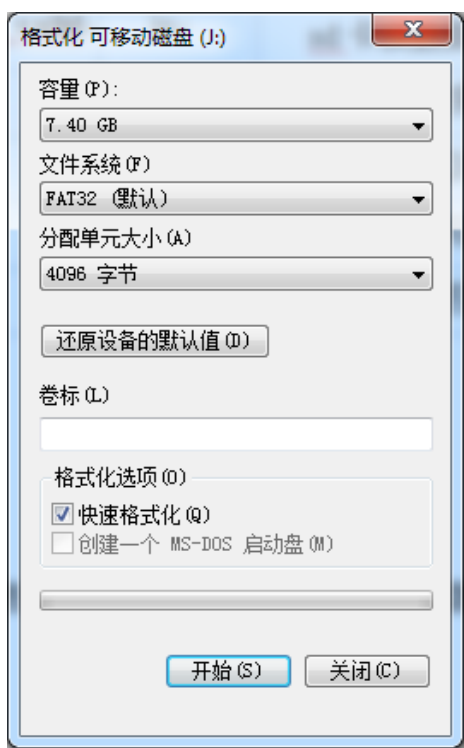 格式化 可移动磁盘 (J:)
容量(P):
7.40 GB
文件系统(F)
FAT32 (默认)
分配单元大小(A)
4096 字节
还原设备的默认值(D)
卷标(L)
格式化选项(O)
快速格式化(Q)
创建一个 MS-DOS 启动盘(M)
开始(S)
关闭(C)